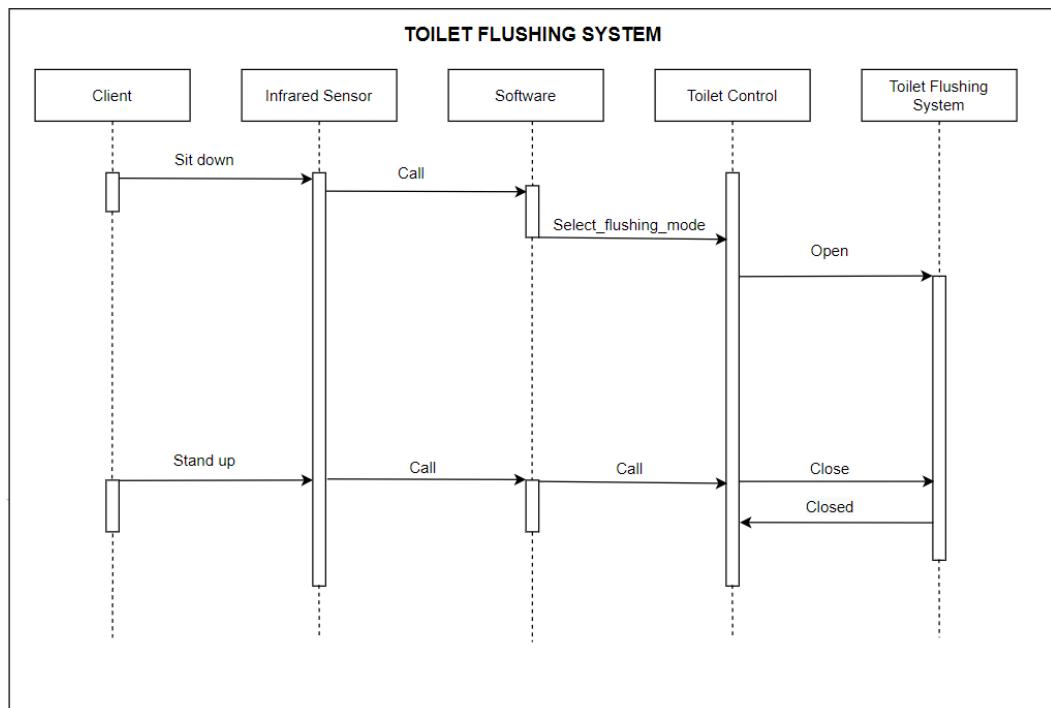 TOILET FLUSHING SYSTEM
Client
Infrared Sensor
Software
Toilet Control
Toilet Flushing
System
Sit down
Call
Select_flushing_mode
Open
Stand up
Call
Call
Close
Closed